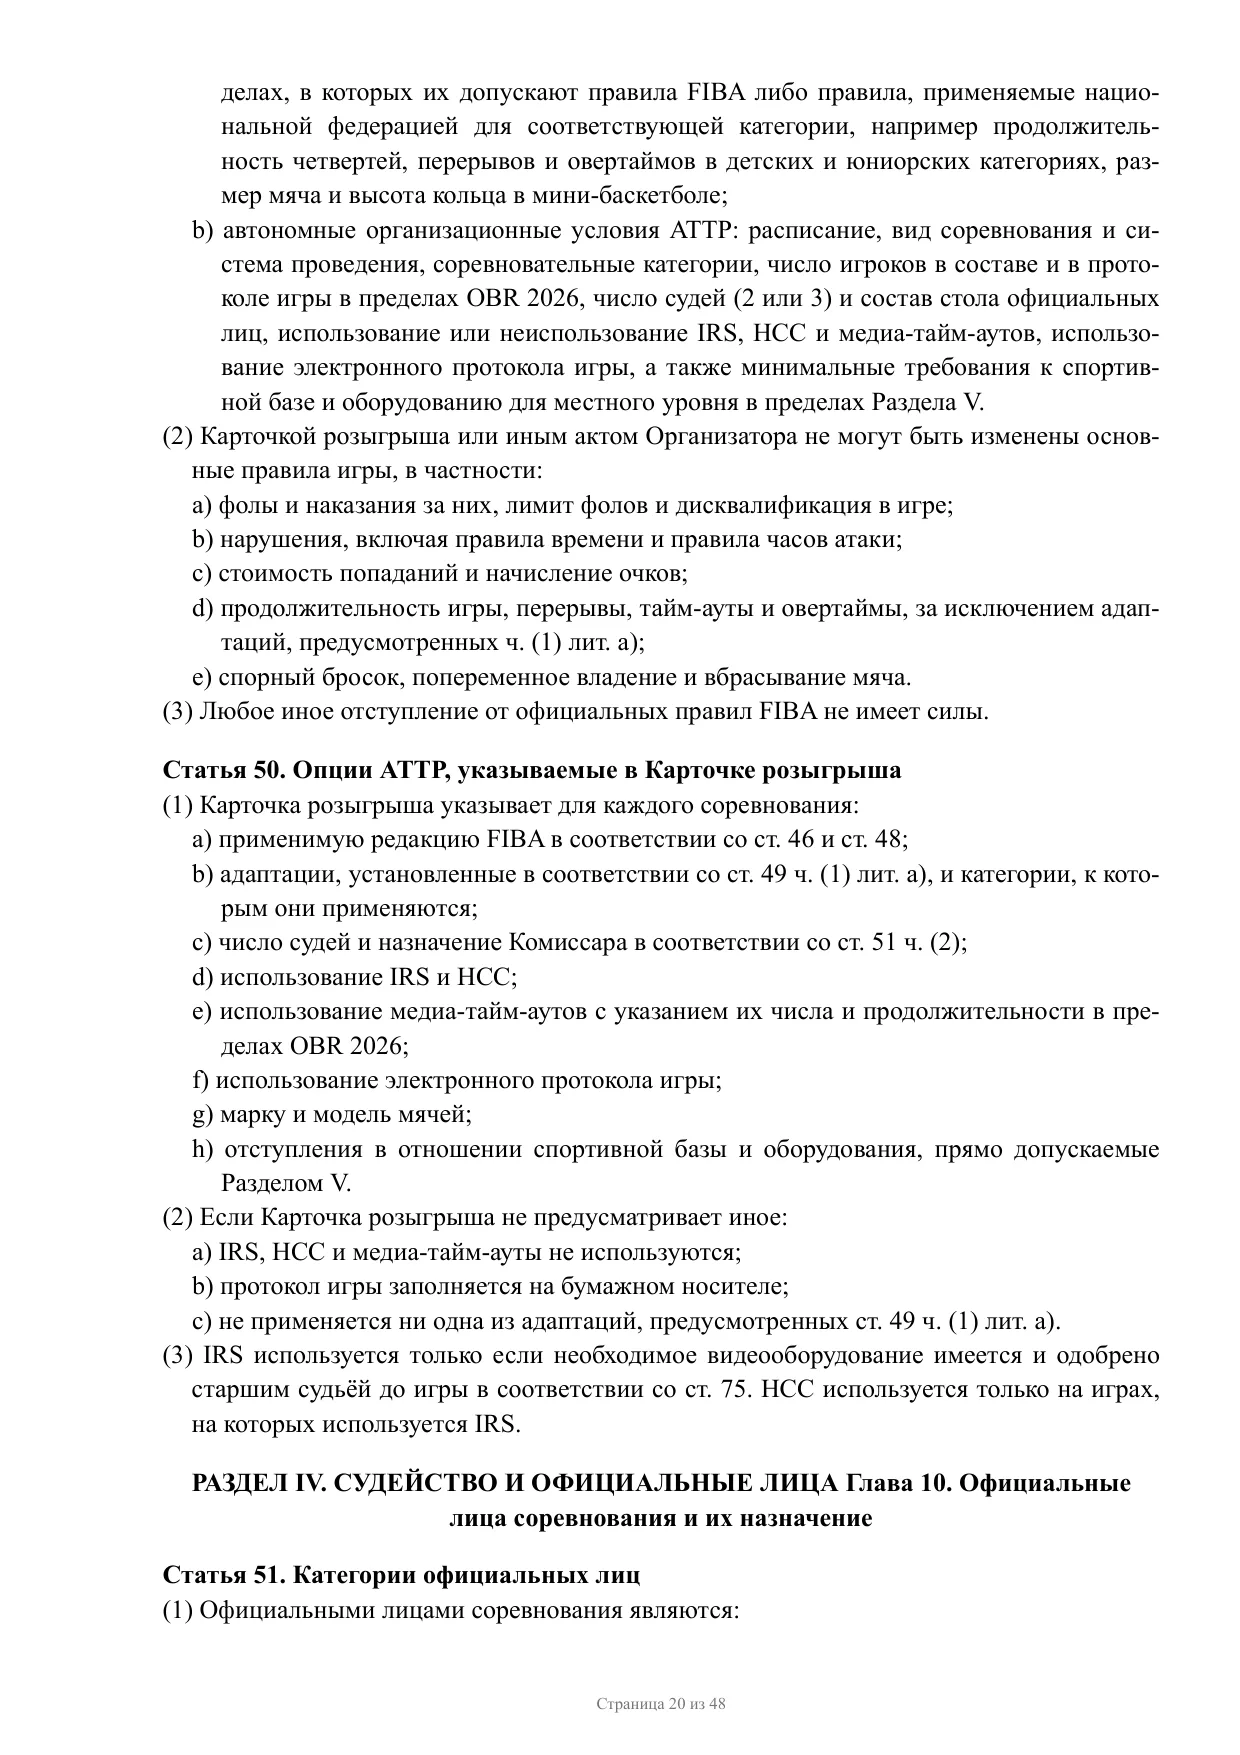 делах, в которых их допускают правила FIBA либо правила, применяемые нацио-
нальной федерацией для соответствующей категории, например продолжитель-
ность четвертей, перерывов и овертаймов в детских и юниорских категориях, раз-
мер мяча и высота кольца в мини-баскетболе;
b) автономные организационные условия ATTP: расписание, вид соревнования и си-
стема проведения, соревновательные категории, число игроков в составе и в прото-
коле игры в пределах OBR 2026, число судей (2 или 3) и состав стола официальных
лиц, использование или неиспользование IRS, HCC и медиа-тайм-аутов, использо-
вание электронного протокола игры, а также минимальные требования к спортив-
ной базе и оборудованию для местного уровня в пределах Раздела V.
(2) Карточкой розыгрыша или иным актом Организатора не могут быть изменены основ-
ные правила игры, в частности:
a) фолы и наказания за них, лимит фолов и дисквалификация в игре;
b) нарушения, включая правила времени и правила часов атаки;
c) стоимость попаданий и начисление очков;
d) продолжительность игры, перерывы, тайм-ауты и овертаймы, за исключением адап-
таций, предусмотренных ч. (1) лит. a);
e) спорный бросок, попеременное владение и вбрасывание мяча.
(3) Любое иное отступление от официальных правил FIBA не имеет силы.
Статья 50. Опции ATTP, указываемые в Карточке розыгрыша
(1) Карточка розыгрыша указывает для каждого соревнования:
a) применимую редакцию FIBA в соответствии со ст. 46 и ст. 48;
b) адаптации, установленные в соответствии со ст. 49 ч. (1) лит. a), и категории, к кото-
рым они применяются;
c) число судей и назначение Комиссара в соответствии со ст. 51 ч. (2);
d) использование IRS и HCC;
e) использование медиа-тайм-аутов с указанием их числа и продолжительности в пре-
делах OBR 2026;
f) использование электронного протокола игры;
g) марку и модель мячей;
h) отступления в отношении спортивной базы и оборудования, прямо допускаемые
Разделом V.
(2) Если Карточка розыгрыша не предусматривает иное:
a) IRS, HCC и медиа-тайм-ауты не используются;
b) протокол игры заполняется на бумажном носителе;
c) не применяется ни одна из адаптаций, предусмотренных ст. 49 ч. (1) лит. a).
(3) IRS используется только если необходимое видеооборудование имеется и одобрено
старшим судьёй до игры в соответствии со ст. 75. HCC используется только на играх,
на которых используется IRS.
РАЗДЕЛ IV. СУДЕЙСТВО И ОФИЦИАЛЬНЫЕ ЛИЦА Глава 10. Официальные
лица соревнования и их назначение
Статья 51. Категории официальных лиц
(1) Официальными лицами соревнования являются:
Страница 20 из 48